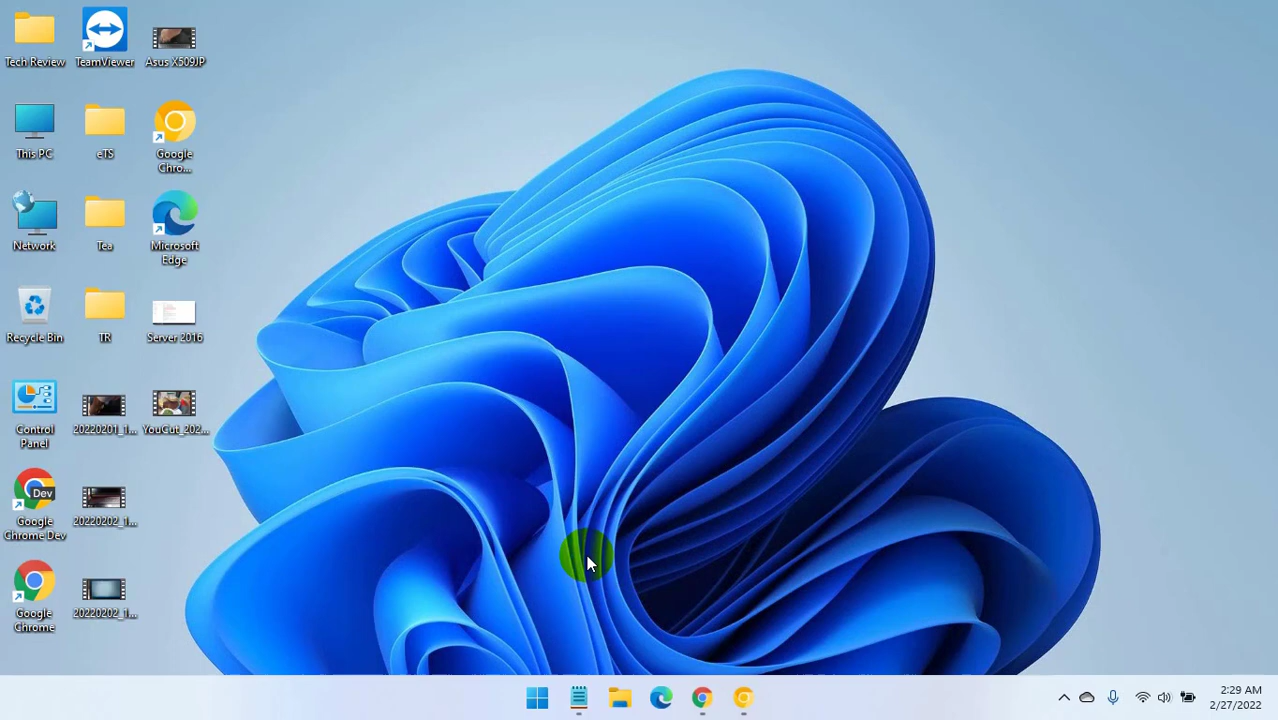 Tech Review
TeamViewer
Asus X509JP
This PC
eTS
Google
Chro...
Network
Tea
Microsoft
Edge
Recycle Bin
TR
Server 2016
Control
Panel
20220201_1...
YouCut_202...
Dev
Google
Chrome Dev
20220202_1...
Google
Chrome
20220202_1...
2:29 AM
2/27/2022